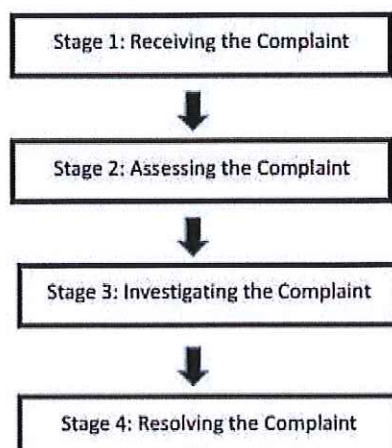 Stage 1: Receiving the Complaint
Stage 2: Assessing the Complaint
Stage 3: Investigating the Complaint
Stage 4: Resolving the Complaint